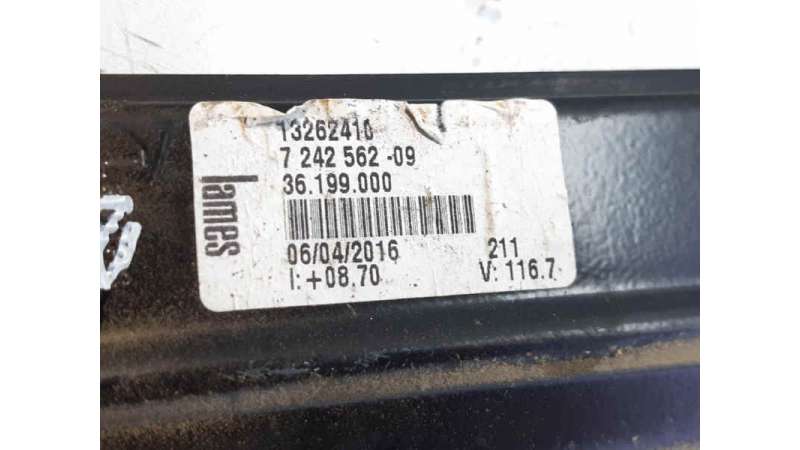 13262410
7 242 562 -09
36.199.000
lames
06/04/2016 211
I: +08.70 V: 116.7